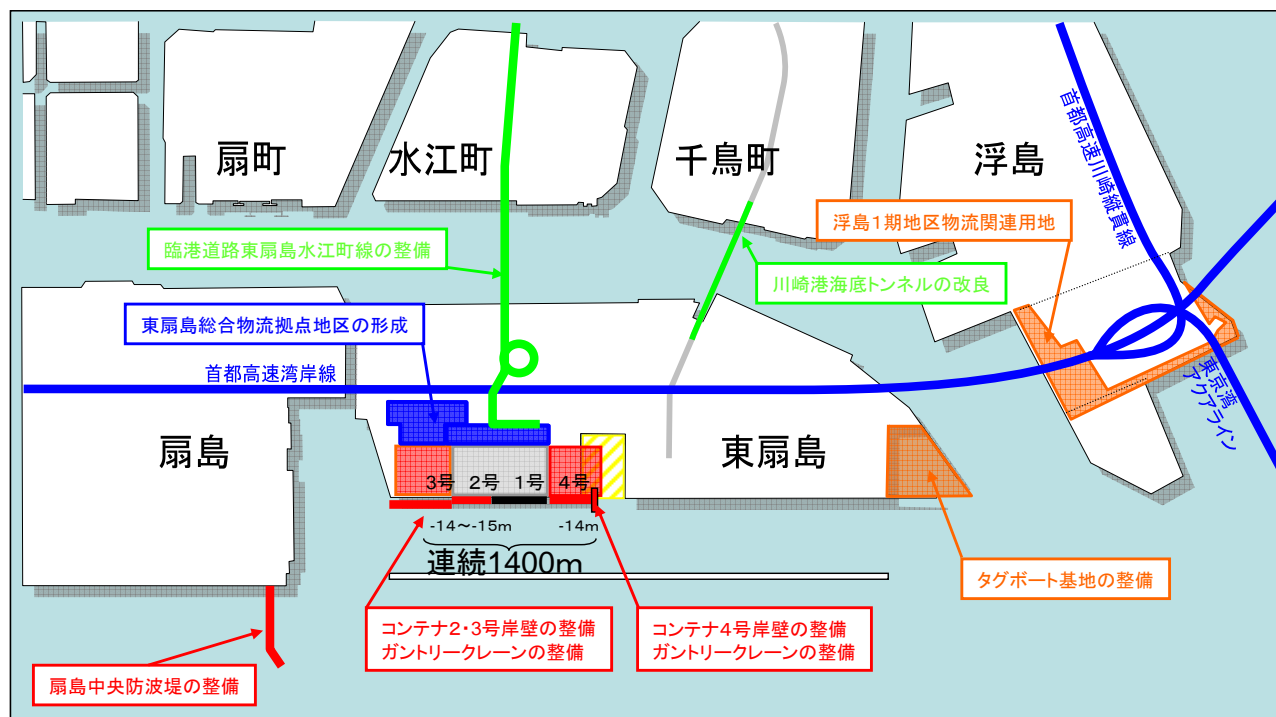 扇町
水江町
千鳥町
浮島
首都高速川崎縦貫線
浮島1期地区物流関連用地
臨港道路東扇島水江町線の整備
川崎港海底トンネルの改良
東扇島総合物流拠点地区の形成
首都高速湾岸線
東京湾
アクアライン
扇島
東扇島
3号
2号
1号
4号
-14～-15m
-14m
連続1400m
タグボート基地の整備
コンテナ2・3号岸壁の整備
ガントリークレーンの整備
コンテナ4号岸壁の整備
ガントリークレーンの整備
扇島中央防波堤の整備